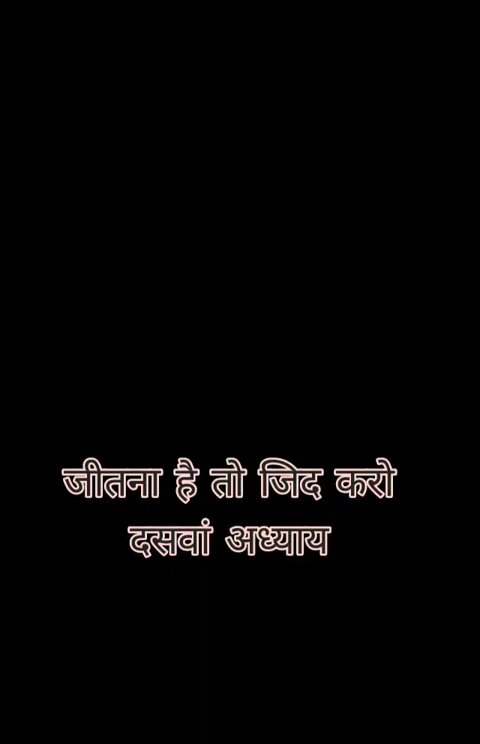 जीतना है तो जिद करो
दसवां अध्याय